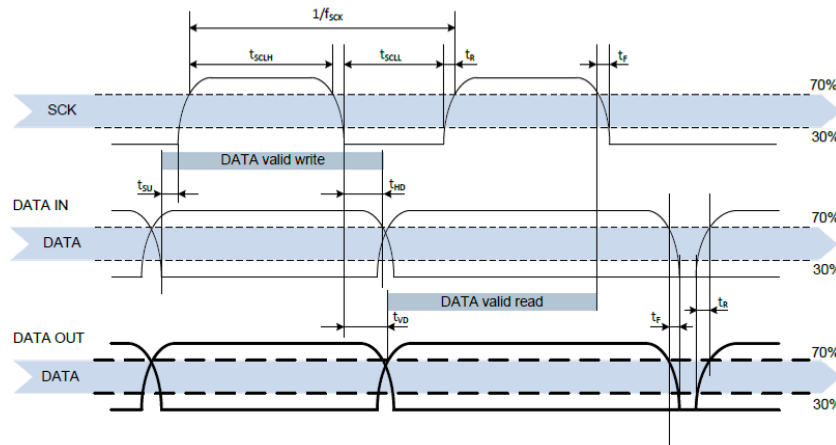 1/fSCK
tSCLH
tSCLL
tR
tF
70%
SCK
30%
DATA valid write
tSU
tHD
DATA IN
70%
DATA
30%
DATA valid read
tVD
tF
tR
DATA OUT
70%
DATA
30%